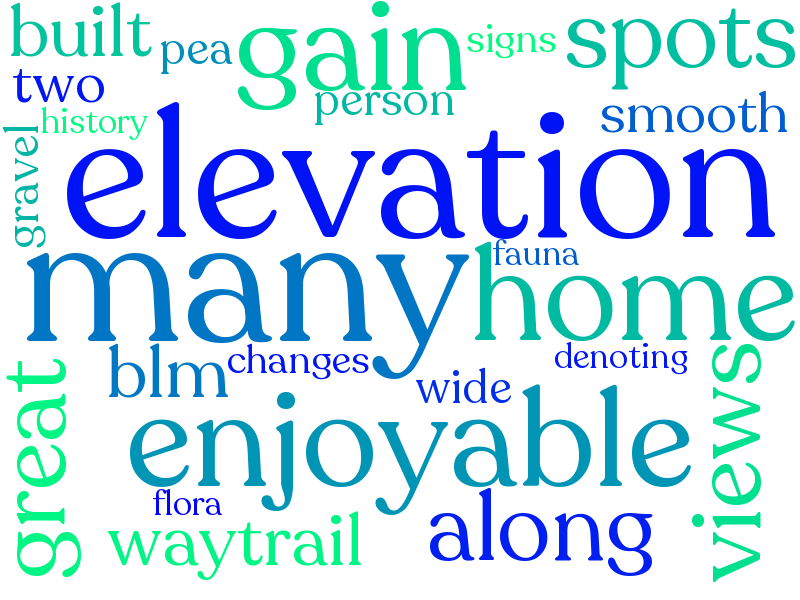 built
pea
gain
signs
spots
two
person
smooth
history
gravel
elevation
many
fauna
home
blm
changes
denoting
wide
great
enjoyable
views
flora
waytrail
along